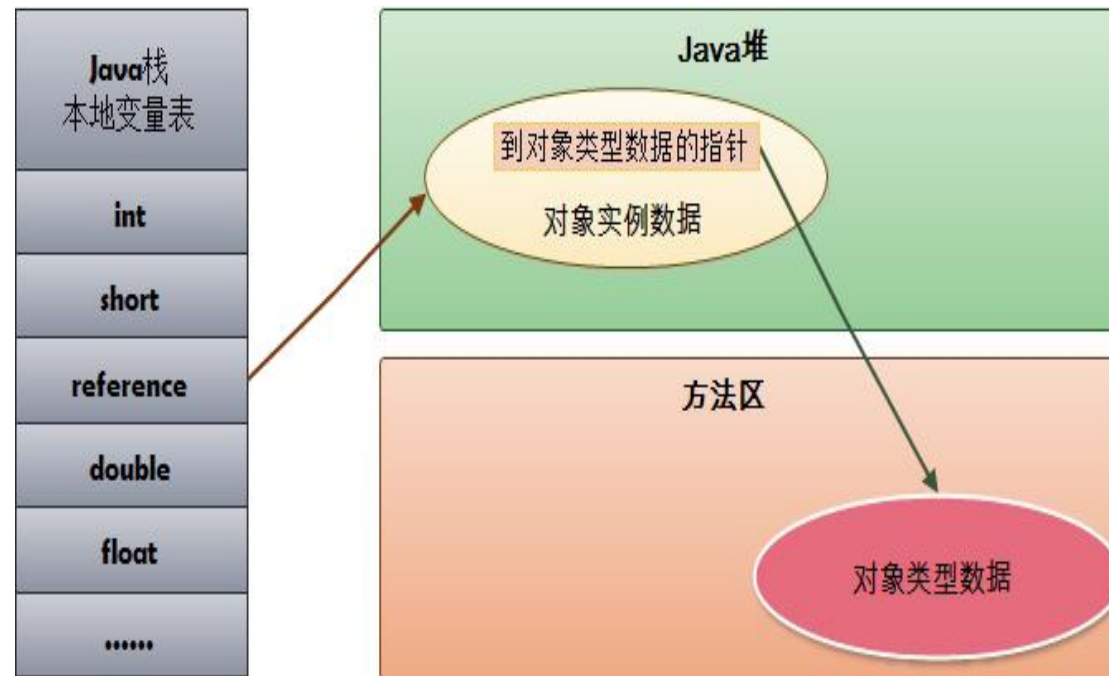 Java栈
本地变量表
int
short
reference
double
float
......
Java堆
到对象类型数据的指针
对象实例数据
方法区
对象类型数据